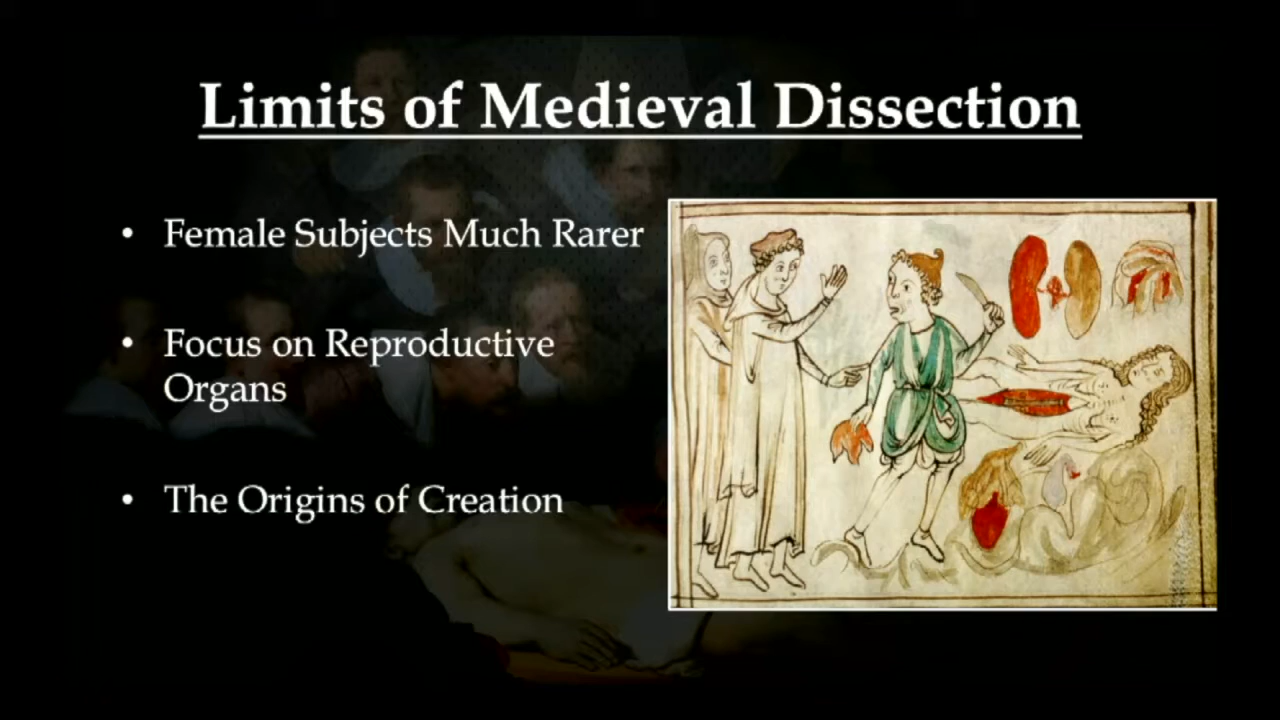 Limits of Medieval Dissection
• Female Subjects Much Rarer
• Focus on Reproductive
Organs
• The Origins of Creation